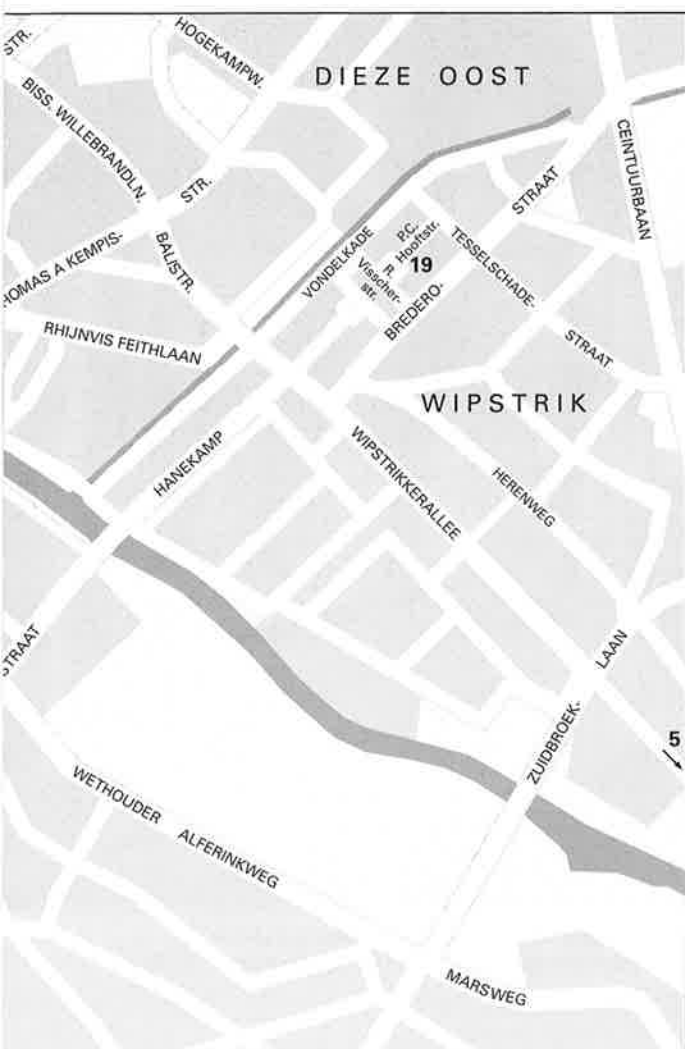 STR.
HOGEKAMPW.
DIEZE OOST
BISS. WILLEBRANDLN.
CEINTUURBAAN
THOMAS A KEMPIS-
STR.
BALISTR.
VONDELKADE
P.C.
Hooftstr.
R.
Visscher-
str.
19
BREDERO-
STRAAT
TESSELSCHADE-
STRAAT
RHIJNVIS FEITHLAAN
WIPSTRIK
HANEKAMP
WIPSTRIKKERALLEE
HERENWEG
STRAAT
ZUIDBROEK-
LAAN
5
WETHOUDER
ALFERINKWEG
MARSWEG